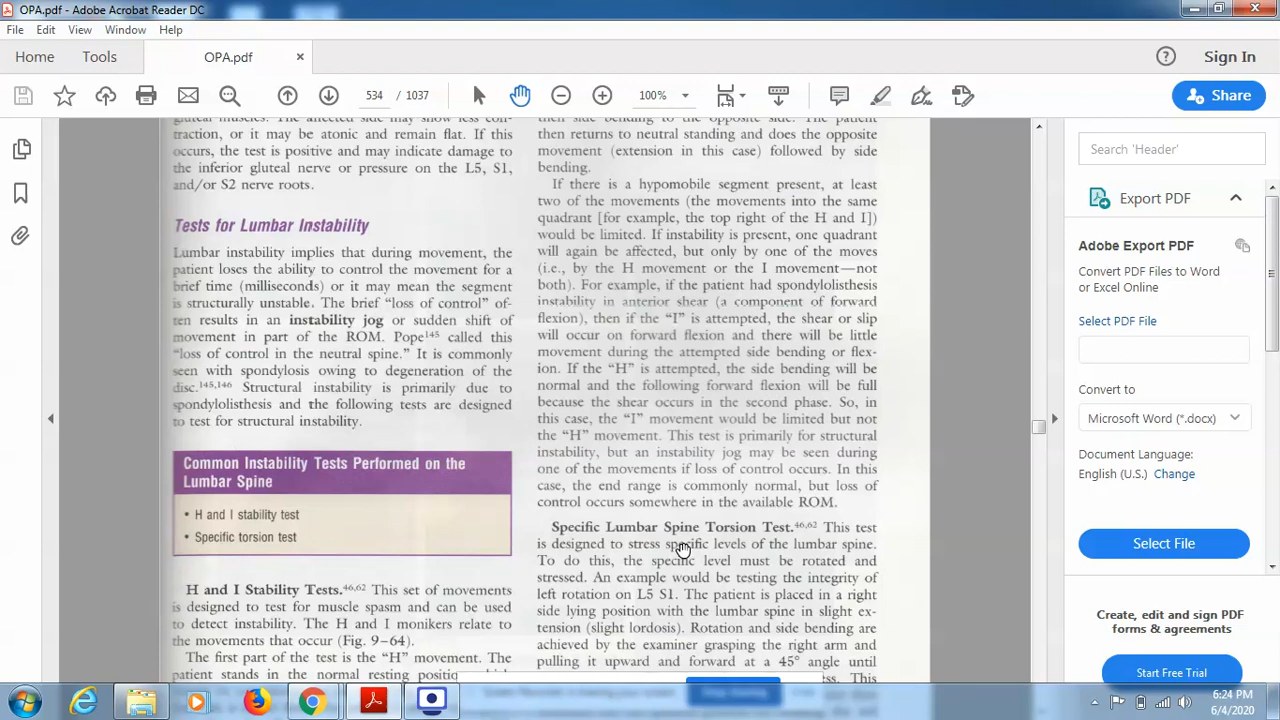 OPA.pdf - Adobe Acrobat Reader DC
File Edit View Window Help
Home Tools OPA.pdf × Sign In
534 / 1037 100% Share
gluteal muscles. The affected side may show less con-
traction, or it may be atonic and remain flat. If this
occurs, the test is positive and may indicate damage to
the inferior gluteal nerve or pressure on the L5, S1,
and/or S2 nerve roots.
Tests for Lumbar Instability
Lumbar instability implies that during movement, the
patient loses the ability to control the movement for a
brief time (milliseconds) or it may mean the segment
is structurally unstable. The brief "loss of control" of-
ten results in an instability jog or sudden shift of
movement in part of the ROM. Pope145 called this
"loss of control in the neutral spine." It is commonly
seen with spondylosis owing to degeneration of the
disc.145,146 Structural instability is primarily due to
spondylolisthesis and the following tests are designed
to test for structural instability.
Common Instability Tests Performed on the
Lumbar Spine
• H and I stability test
• Specific torsion test
H and I Stability Tests.46,62 This set of movements
is designed to test for muscle spasm and can be used
to detect instability. The H and I monikers relate to
the movements that occur (Fig. 9–64).
The first part of the test is the "H" movement. The
patient stands in the normal resting position,
then side bending to the opposite side. The patient
then returns to neutral standing and does the opposite
movement (extension in this case) followed by side
bending.
If there is a hypomobile segment present, at least
two of the movements (the movements into the same
quadrant [for example, the top right of the H and I])
would be limited. If instability is present, one quadrant
will again be affected, but only by one of the moves
(i.e., by the H movement or the I movement—not
both). For example, if the patient had spondylolisthesis
instability in anterior shear (a component of forward
flexion), then if the "I" is attempted, the shear or slip
will occur on forward flexion and there will be little
movement during the attempted side bending or flex-
ion. If the "H" is attempted, the side bending will be
normal and the following forward flexion will be full
because the shear occurs in the second phase. So, in
this case, the "I" movement would be limited but not
the "H" movement. This test is primarily for structural
instability, but an instability jog may be seen during
one of the movements if loss of control occurs. In this
case, the end range is commonly normal, but loss of
control occurs somewhere in the available ROM.
Specific Lumbar Spine Torsion Test.46,62 This test
is designed to stress specific levels of the lumbar spine.
To do this, the specific level must be rotated and
stressed. An example would be testing the integrity of
left rotation on L5 S1. The patient is placed in a right
side lying position with the lumbar spine in slight ex-
tension (slight lordosis). Rotation and side bending are
achieved by the examiner grasping the right arm and
pulling it upward and forward at a 45° angle until
This
Search 'Header'
Export PDF
Adobe Export PDF
Convert PDF Files to Word
or Excel Online
Select PDF File
Convert to
Microsoft Word (*.docx)
Document Language:
English (U.S.) Change
Select File
Create, edit and sign PDF
forms & agreements
Start Free Trial
6:24 PM
6/4/2020